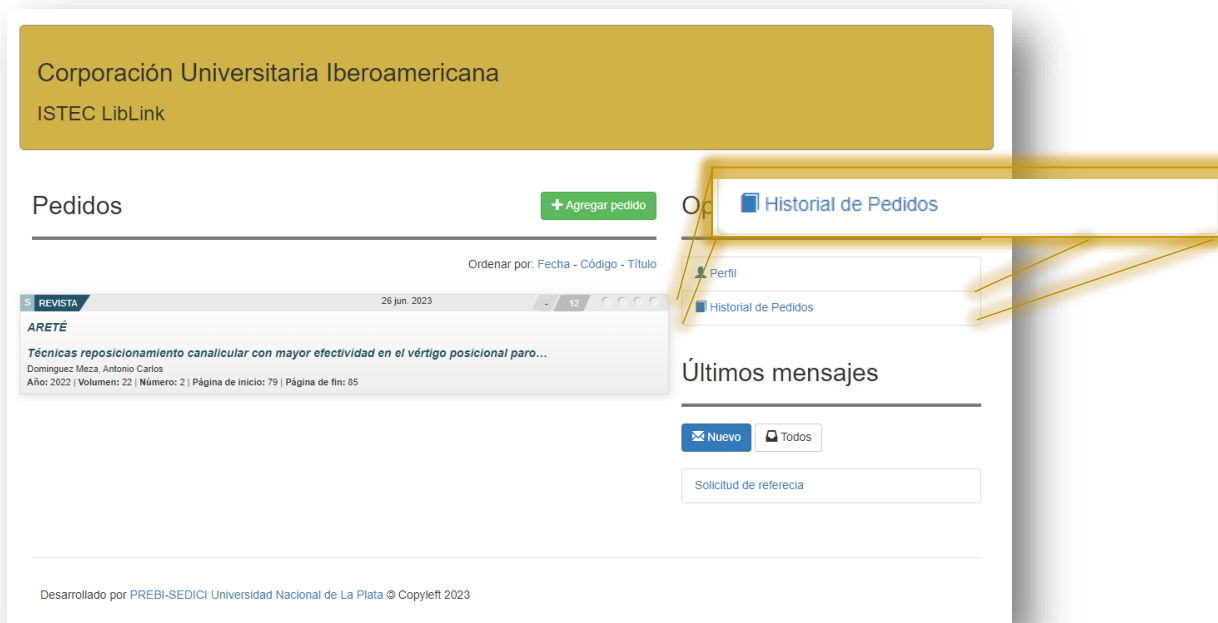 Corporación Universitaria Iberoamericana
ISTEC LibLink
Pedidos
Agregar pedido
Ordenar por: Fecha - Código - Título
S REVISTA 26 jun. 2023 - 12
ARETÉ
Técnicas reposicionamiento canalicular con mayor efectividad en el vértigo posicional paro…
Dominguez Meza, Antonio Carlos
Año: 2022 | Volumen: 22 | Número: 2 | Página de inicio: 79 | Página de fin: 85
Op
Historial de Pedidos
Perfil
Historial de Pedidos
Últimos mensajes
Nuevo Todos
Solicitud de referecia
Desarrollado por PREBI-SEDICI Universidad Nacional de La Plata 🄯 Copyleft 2023